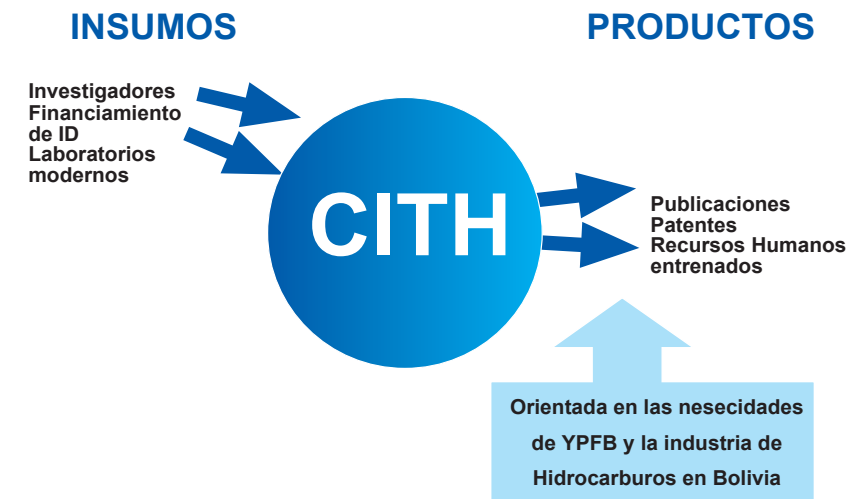 INSUMOS
PRODUCTOS
Investigadores
Financiamiento
de ID
Laboratorios
modernos
CITH
Publicaciones
Patentes
Recursos Humanos
entrenados
Orientada en las nesecidades
de YPFB y la industria de
Hidrocarburos en Bolivia